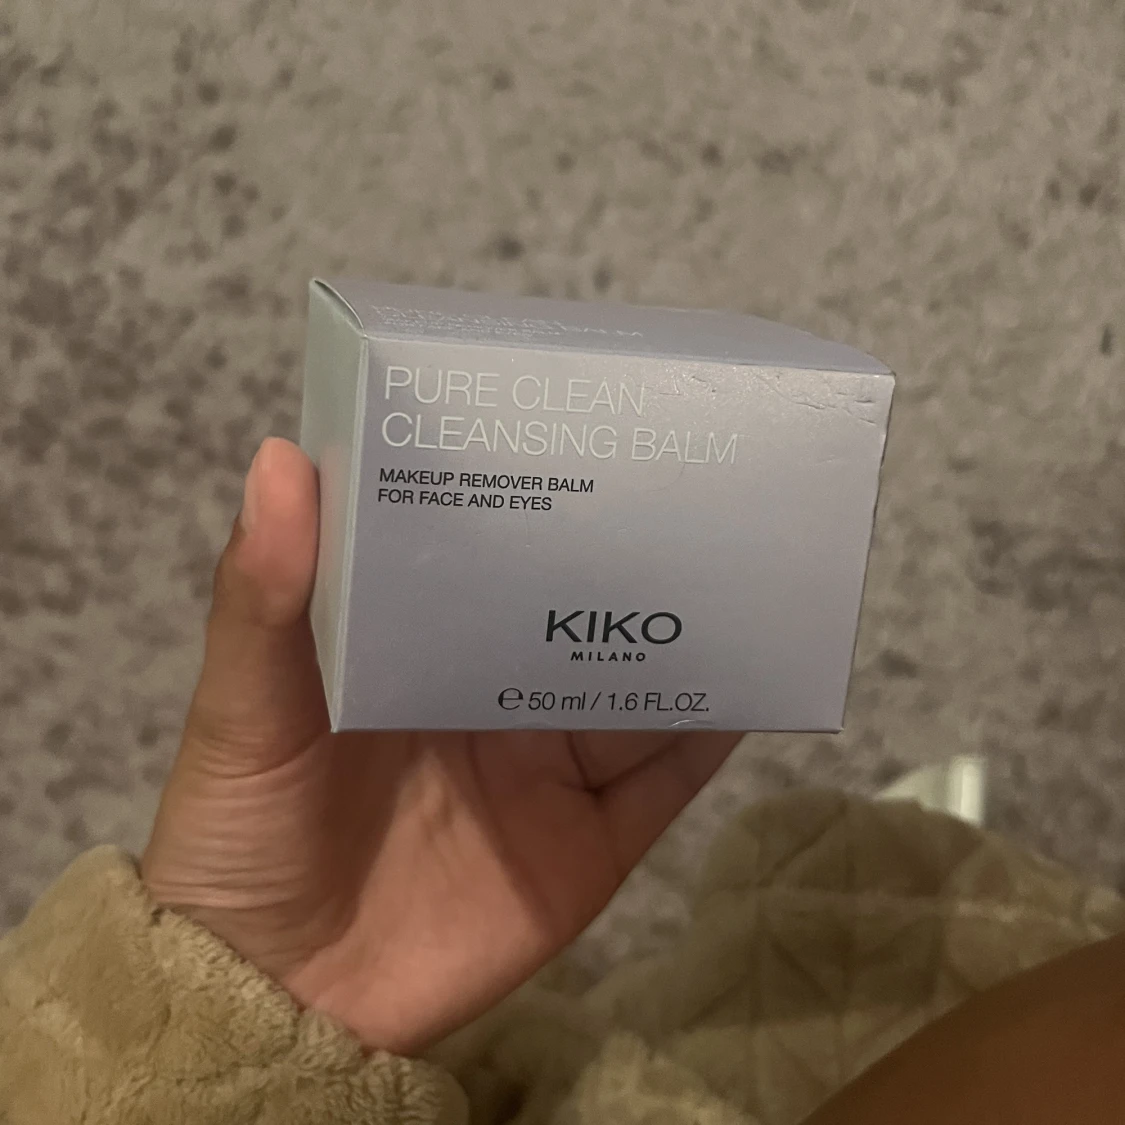 PURE CLEAN
CLEANSING BALM
MAKEUP REMOVER BALM
FOR FACE AND EYES
KIKO
MILANO
℮ 50 ml / 1.6 FL.OZ.